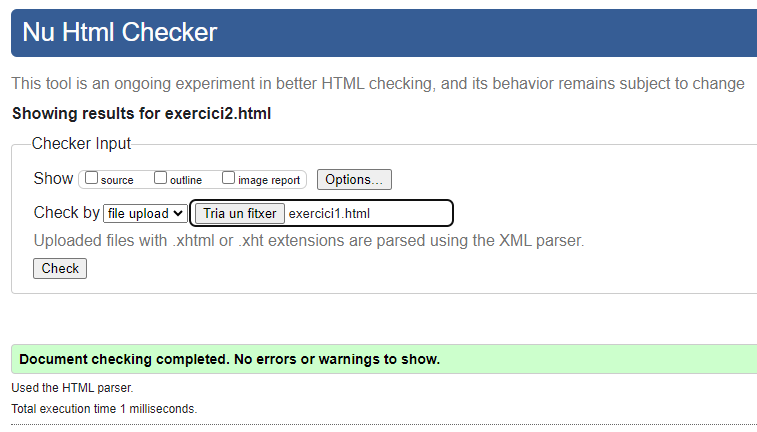 Nu Html Checker
This tool is an ongoing experiment in better HTML checking, and its behavior remains subject to change
Showing results for exercici2.html
Checker Input
Show source outline image report Options...
Check by file upload Tria un fitxer exercici1.html
Uploaded files with .xhtml or .xht extensions are parsed using the XML parser.
Check
Document checking completed. No errors or warnings to show.
Used the HTML parser.
Total execution time 1 milliseconds.